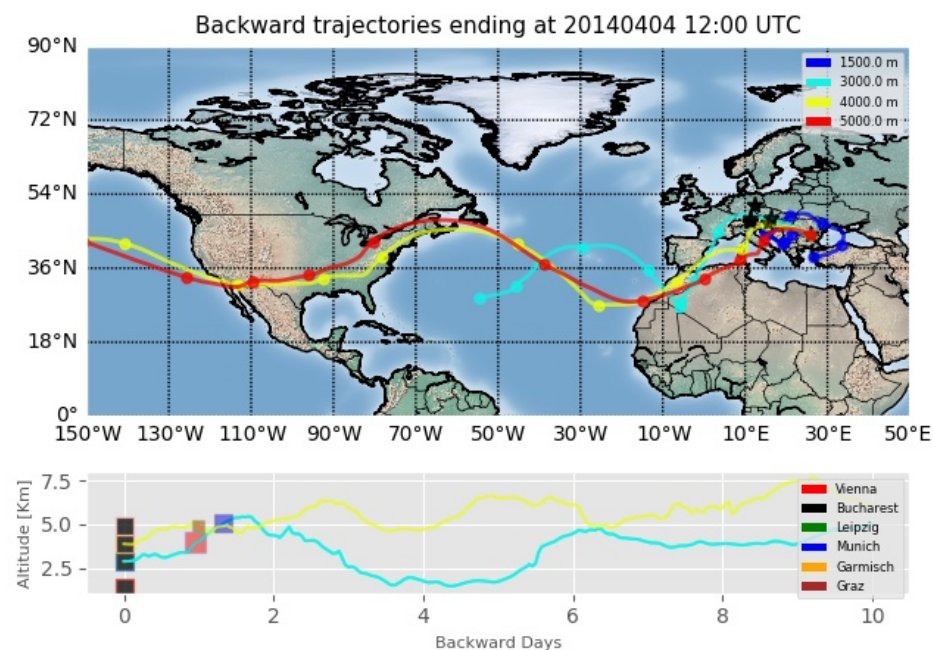 Backward trajectories ending at 20140404 12:00 UTC
90°N
72°N
54°N
36°N
18°N
0°
1500.0 m
3000.0 m
4000.0 m
5000.0 m
150°W 130°W 110°W 90°W 70°W 50°W 30°W 10°W 10°E 30°E 50°E
Altitude [Km]
7.5
5.0
2.5
Vienna
Bucharest
Leipzig
Munich
Garmisch
Graz
0 2 4 6 8 10
Backward Days